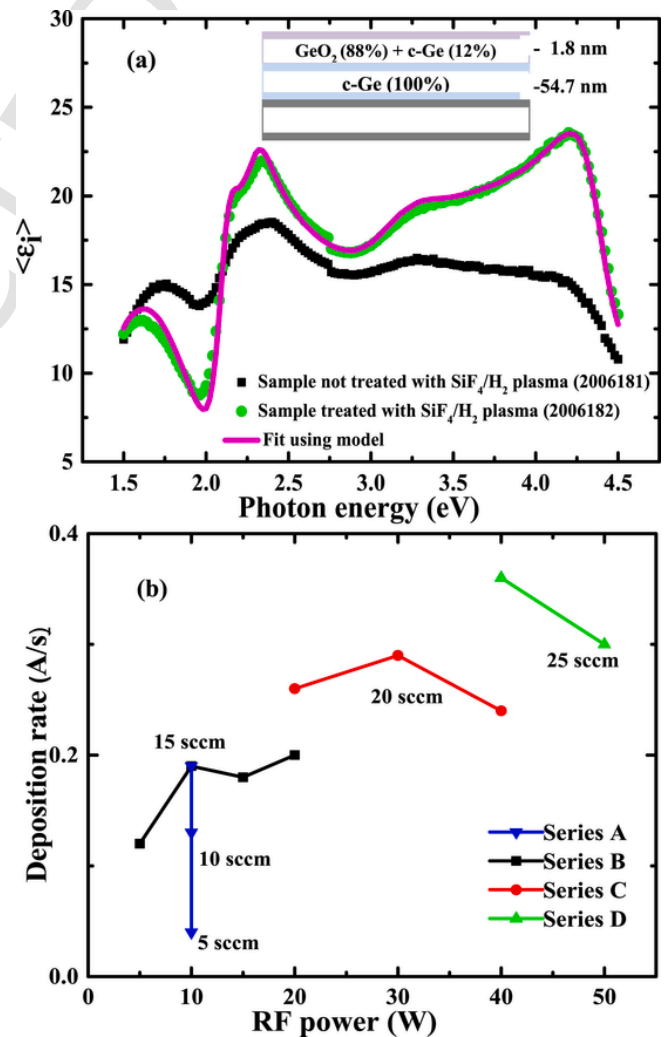 30
25
20
15
10
5
<εi>
(a)
GeO2 (88%) + c-Ge (12%)
- 1.8 nm
c-Ge (100%)
-54.7 nm
Sample not treated with SiF4/H2 plasma (2006181)
Sample treated with SiF4/H2 plasma (2006182)
Fit using model
1.5 2.0 2.5 3.0 3.5 4.0 4.5
Photon energy (eV)
0.4
0.2
0.0
Deposition rate (A/s)
(b)
25 sccm
20 sccm
15 sccm
10 sccm
5 sccm
Series A
Series B
Series C
Series D
0 10 20 30 40 50
RF power (W)